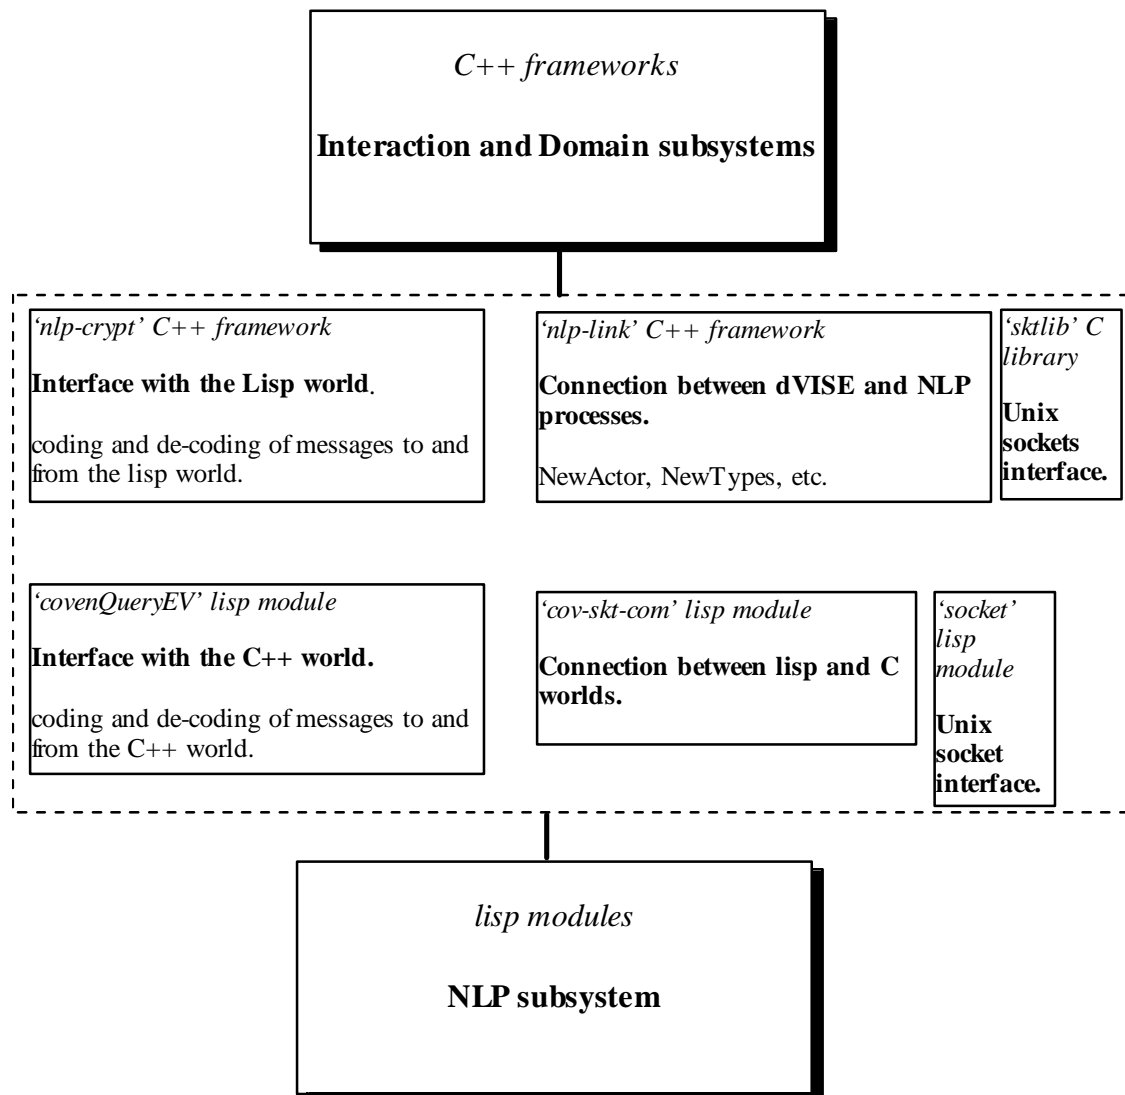 C++ frameworks
Interaction and Domain subsystems
‘nlp-crypt’ C++ framework
Interface with the Lisp world.
coding and de-coding of messages to and
from the lisp world.
‘nlp-link’ C++ framework
Connection between dVISE and NLP
processes.
NewActor, NewTypes, etc.
‘sktlib’ C
library
Unix
sockets
interface.
‘covenQueryEV’ lisp module
Interface with the C++ world.
coding and de-coding of messages to and
from the C++ world.
‘cov-skt-com’ lisp module
Connection between lisp and C
worlds.
‘socket’
lisp
module
Unix
socket
interface.
lisp modules
NLP subsystem